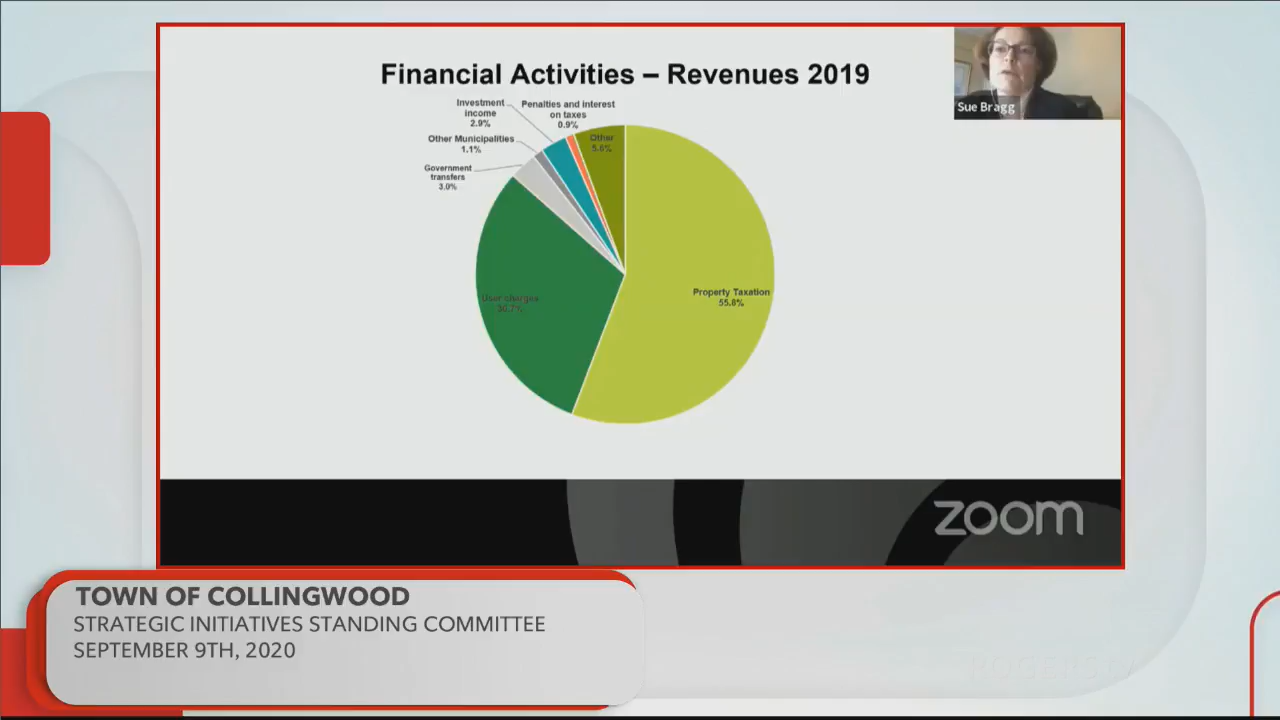 Financial Activities – Revenues 2019
Sue Bragg
Investment
income
2.9%
Penalties and interest
on taxes
0.9%
Other Municipalities
1.1%
Other
5.6%
Government
transfers
3.0%
Property Taxation
55.8%
User charges
30.7%
zoom
TOWN OF COLLINGWOOD
STRATEGIC INITIATIVES STANDING COMMITTEE
SEPTEMBER 9TH, 2020